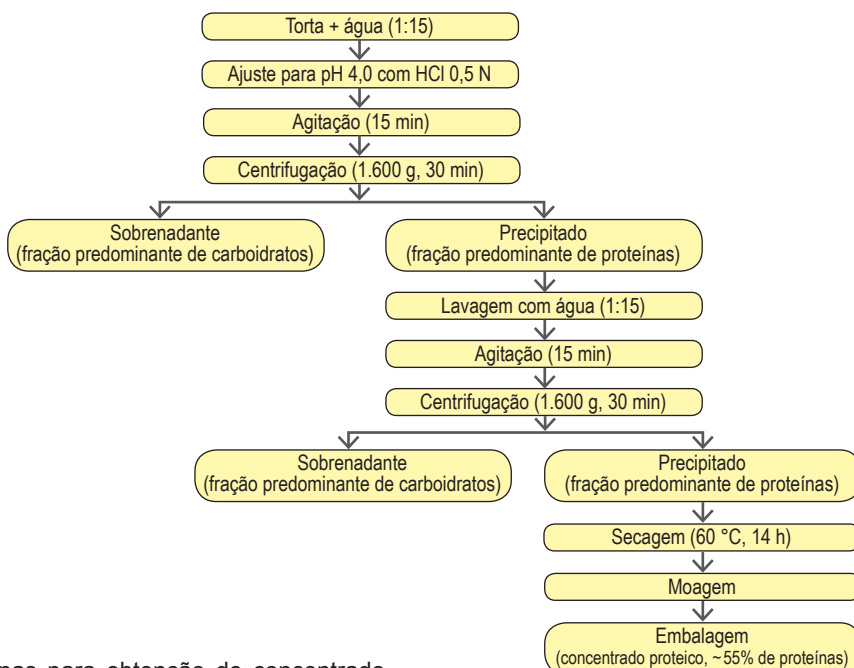 Torta + água (1:15)
Ajuste para pH 4,0 com HCl 0,5 N
Agitação (15 min)
Centrifugação (1.600 g, 30 min)
Sobrenadante
(fração predominante de carboidratos)
Precipitado
(fração predominante de proteínas)
Lavagem com água (1:15)
Agitação (15 min)
Centrifugação (1.600 g, 30 min)
Sobrenadante
(fração predominante de carboidratos)
Precipitado
(fração predominante de proteínas)
Secagem (60 °C, 14 h)
Moagem
Embalagem
(concentrado proteico, ~55% de proteínas)